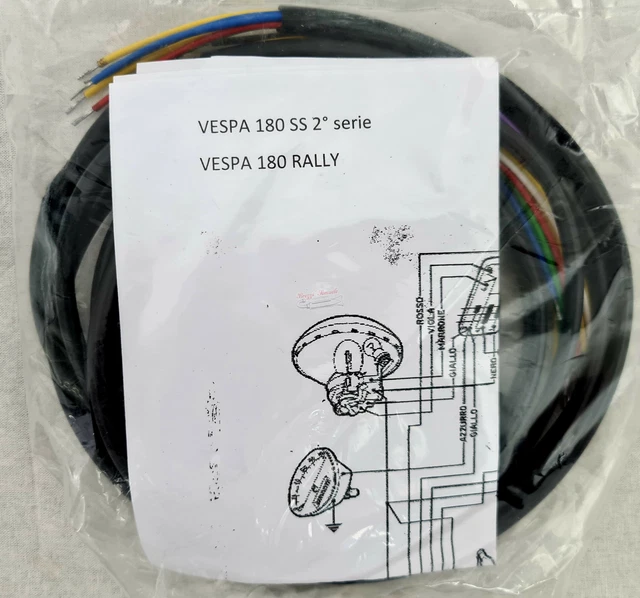 VESPA 180 SS 2° serie
VESPA 180 RALLY
ROSSO
VIOLA
MARRONE
GIALLO
NERO
AZZURRO
GIALLO